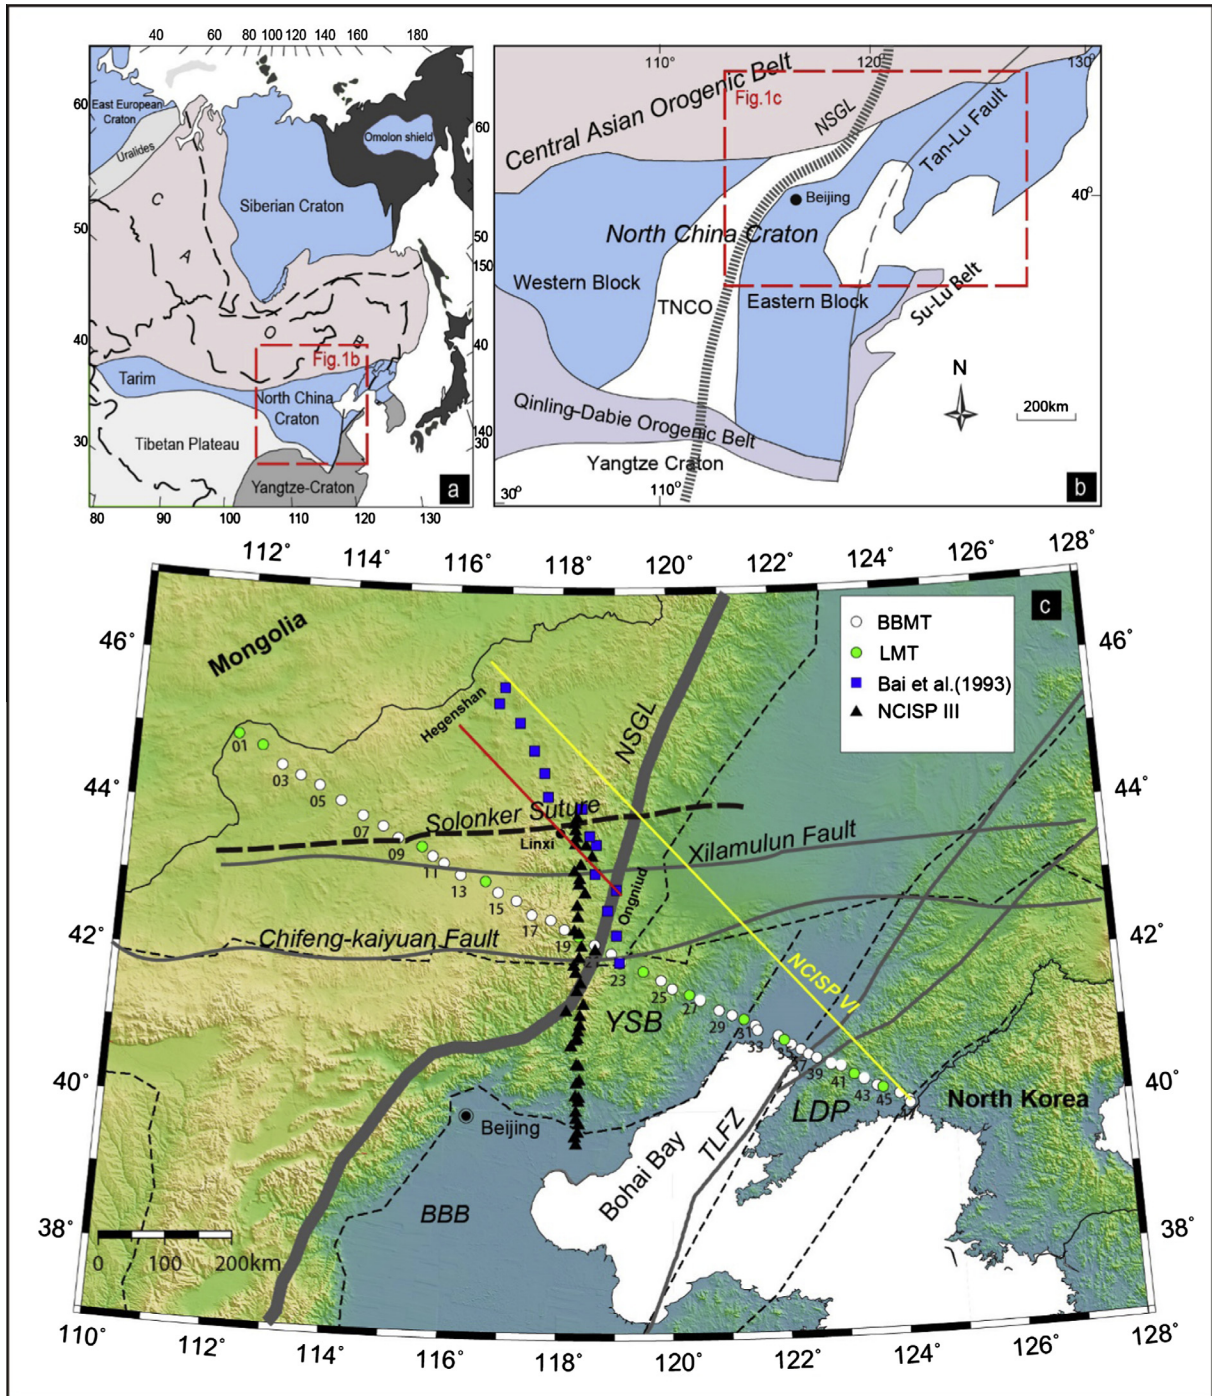 40 60 80 100 120 140 160 180
60
East European
Craton
Uralides
Omolon shield
60
C
Siberian Craton
50
50
A
150
O
B
40
40
Fig.1b
Tarim
North China
Craton
Tibetan Plateau
140
30
30
Yangtze-Craton
a
80 90 100 110 120 130
110°
120°
130°
Central Asian Orogenic Belt
Fig.1c
NSGL
Tan-Lu Fault
Beijing
40°
North China Craton
Western Block
TNCO
Eastern Block
Su-Lu Belt
N
200km
Qinling-Dabie Orogenic Belt
Yangtze Craton
30°
110°
b
112° 114° 116° 118° 120° 122° 124° 126° 128°
c
BBMT
LMT
Bai et al.(1993)
NCISP III
46°
46°
Mongolia
Hegenshan
NSGL
01
03
05
07
09
11
13
15
17
19
23
25
27
29
31
33
35
37
39
41
43
45
47
44°
44°
Solonker Suture
Linxi
Xilamulun Fault
Ongniud
42°
42°
Chifeng-kaiyuan Fault
NCISP VI
YSB
40°
40°
LDP
North Korea
Beijing
Bohai Bay
TLFZ
BBB
38°
38°
0 100 200km
110° 112° 114° 116° 118° 120° 122° 124° 126° 128°